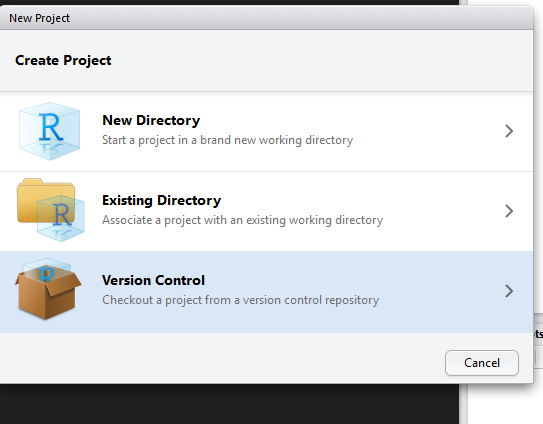 New Project
Create Project
R
New Directory
Start a project in a brand new working directory
R
Existing Directory
Associate a project with an existing working directory
R
Version Control
Checkout a project from a version control repository
Cancel